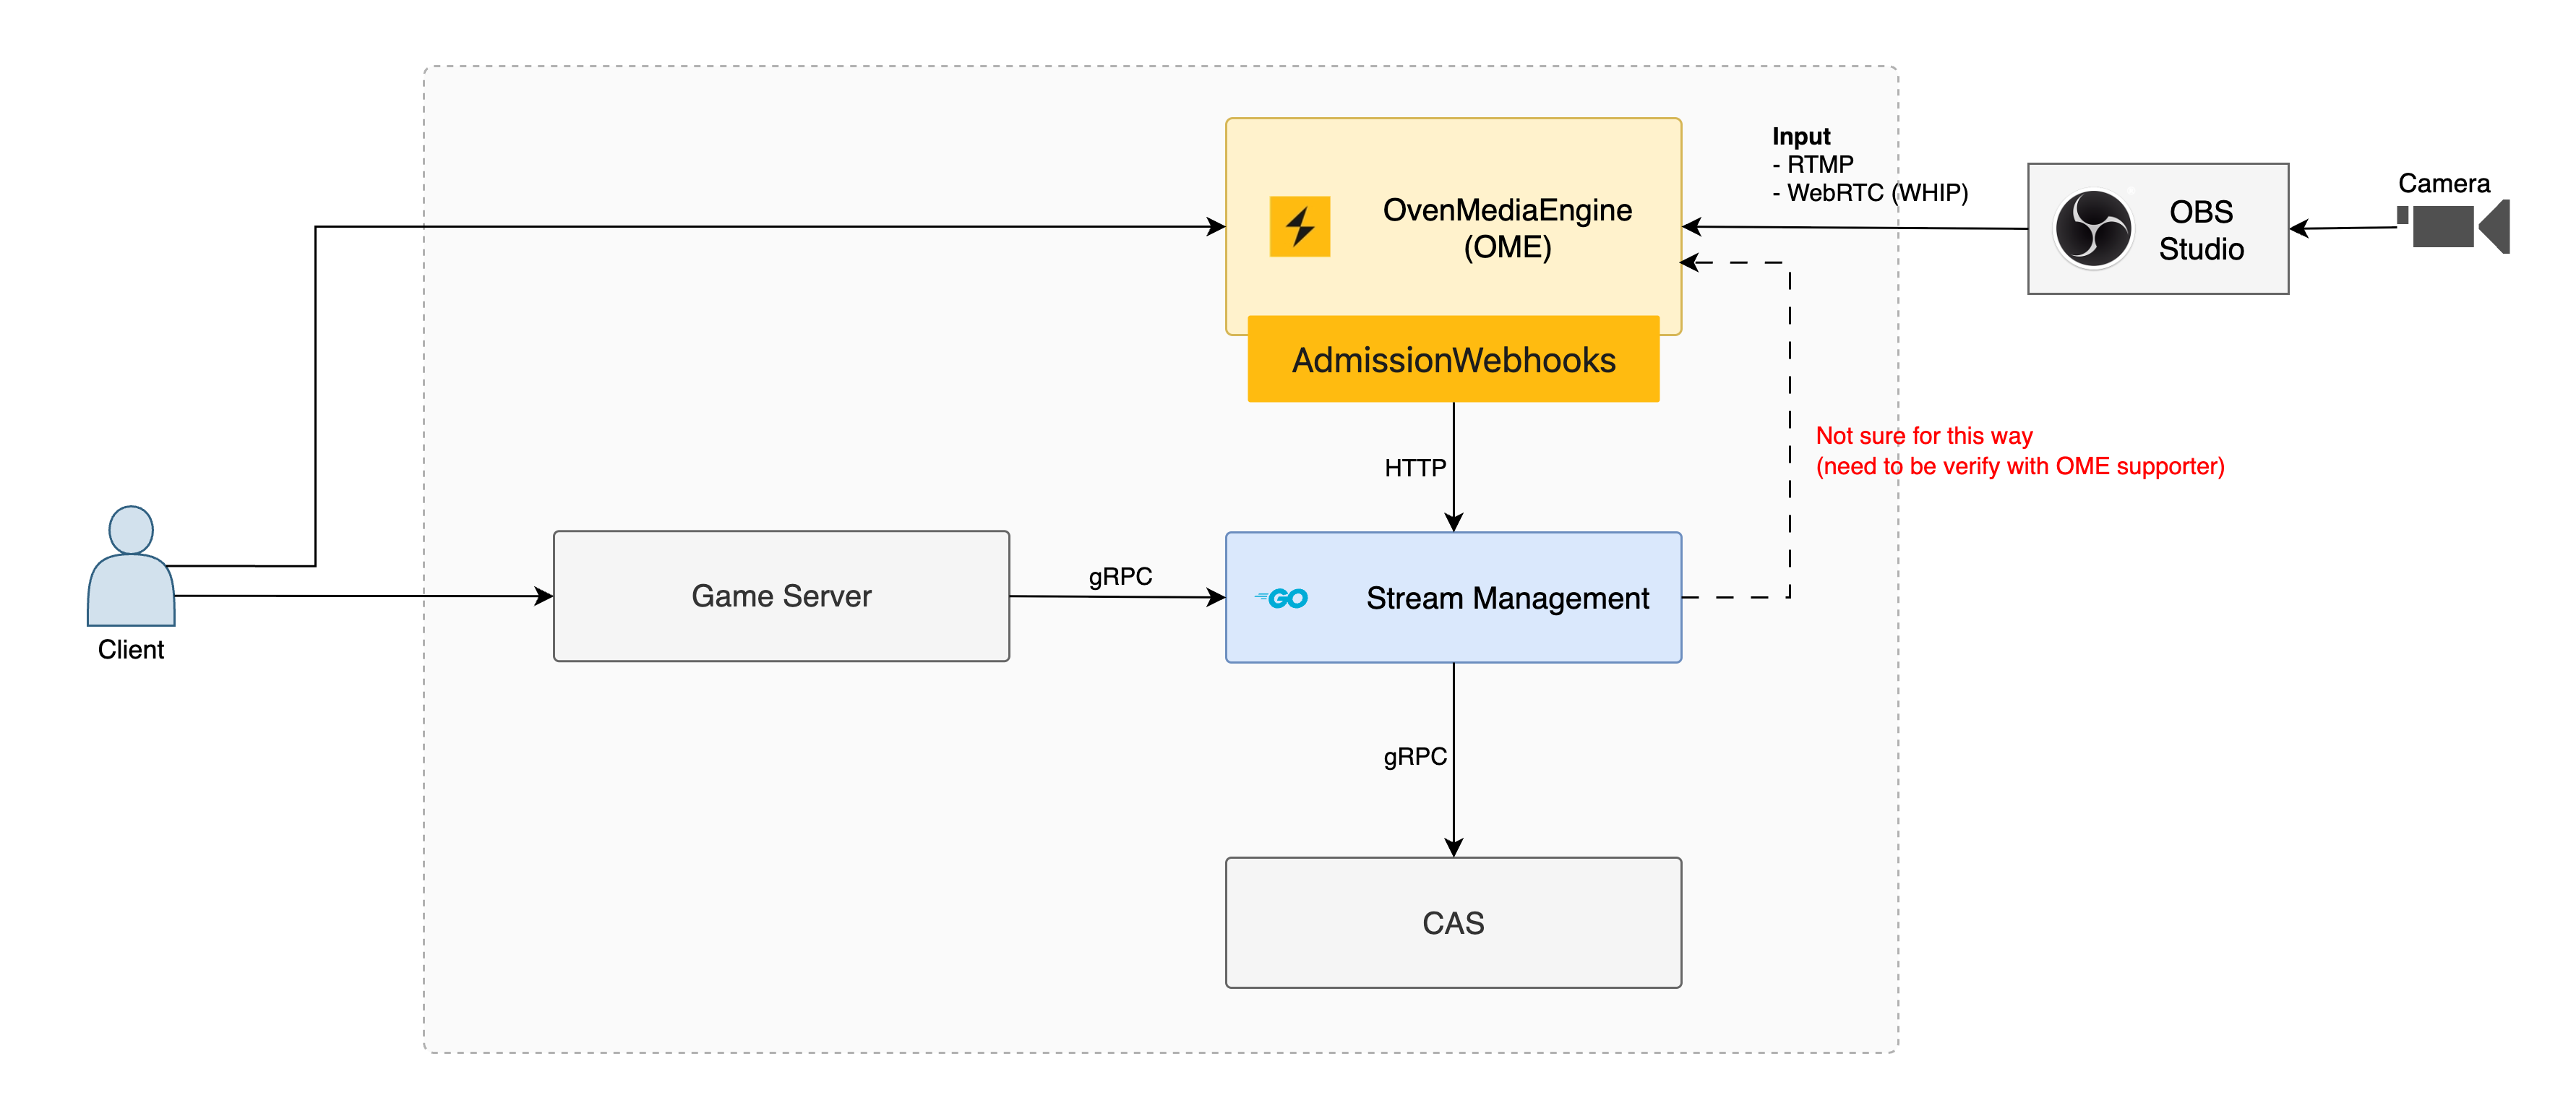 Input
- RTMP
- WebRTC (WHIP)
Camera
OvenMediaEngine
(OME)
OBS
Studio
AdmissionWebhooks
Not sure for this way
(need to be verify with OME supporter)
HTTP
Client
Game Server
gRPC
GO
Stream Management
gRPC
CAS